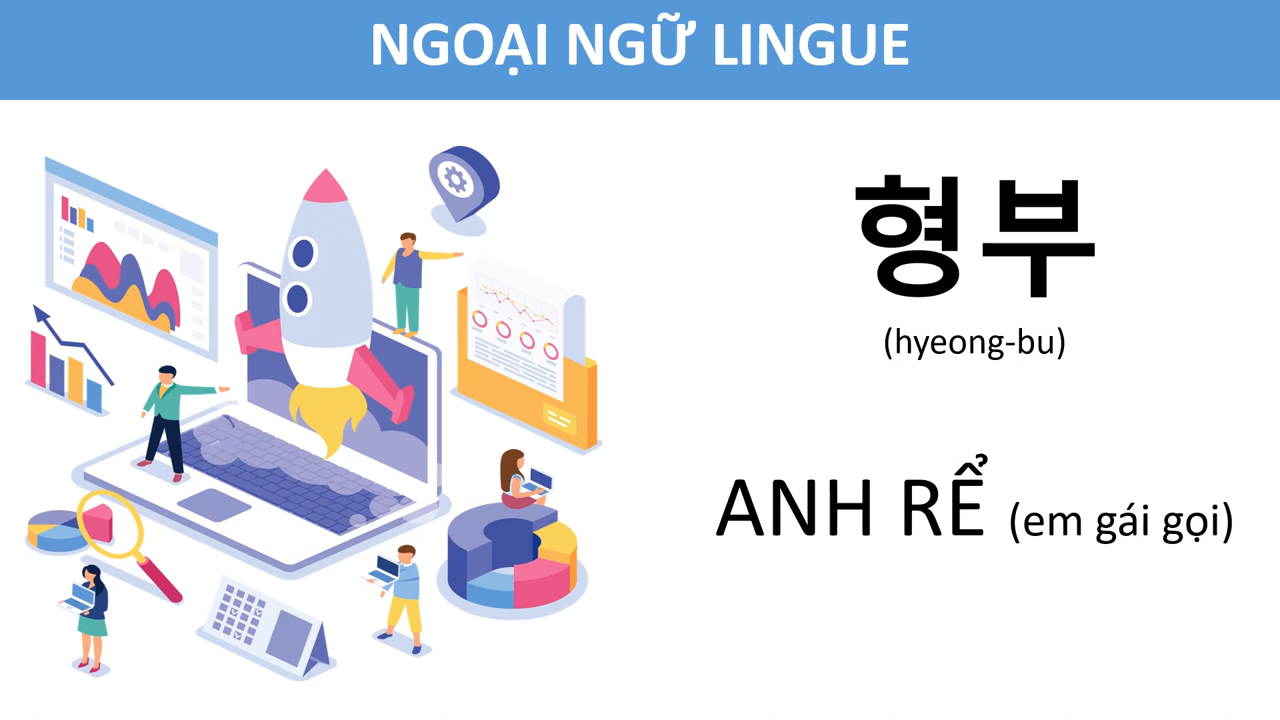 NGOẠI NGỮ LINGUE
형부
(hyeong-bu)
ANH RỂ (em gái gọi)